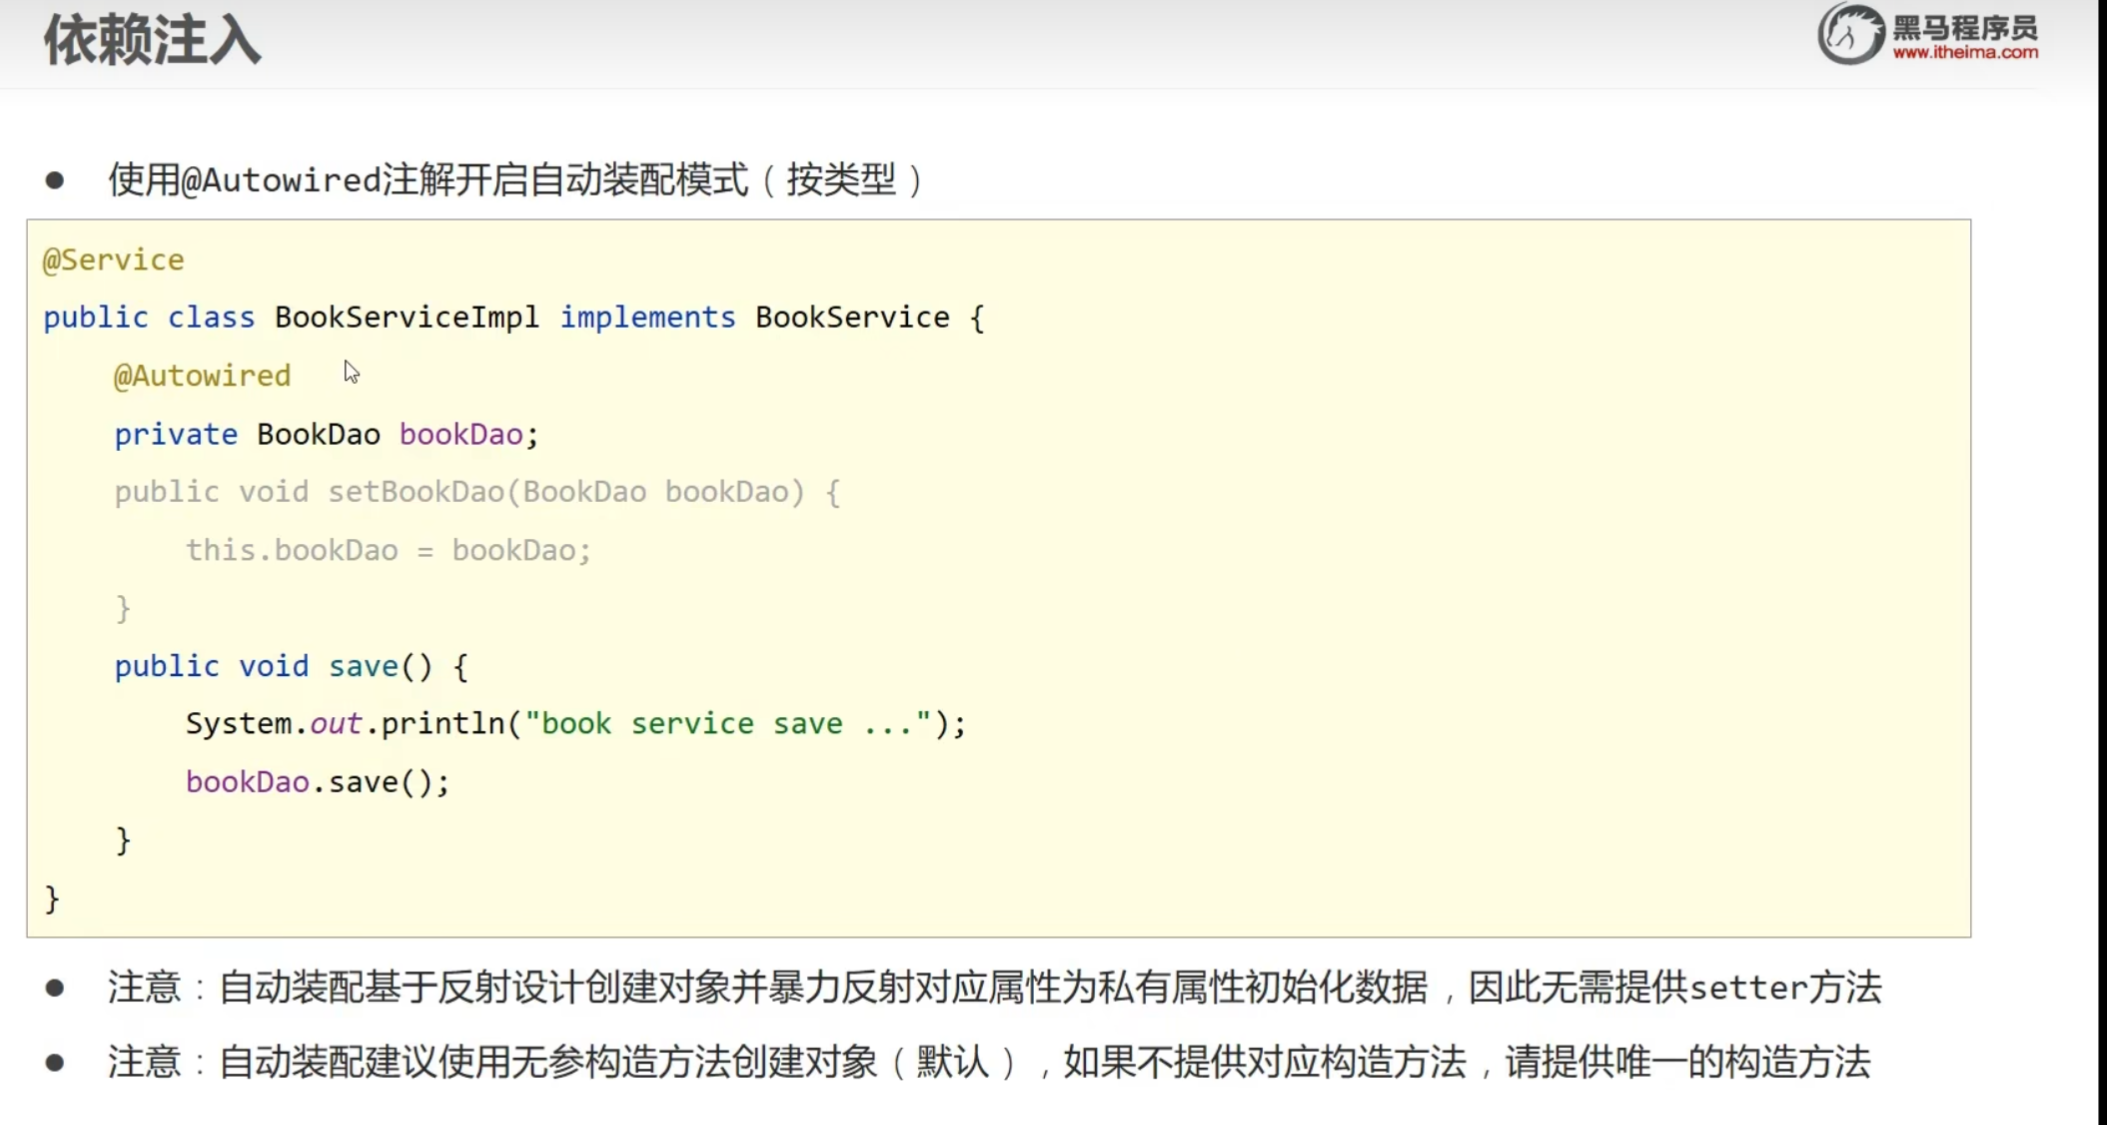 依赖注入
黑马程序员
www.itheima.com
● 使用@Autowired注解开启自动装配模式（按类型）
@Service
public class BookServiceImpl implements BookService {
    @Autowired
    private BookDao bookDao;
    public void setBookDao(BookDao bookDao) {
        this.bookDao = bookDao;
    }
    public void save() {
        System.out.println("book service save ...");
        bookDao.save();
    }
}
● 注意：自动装配基于反射设计创建对象并暴力反射对应属性为私有属性初始化数据，因此无需提供setter方法
● 注意：自动装配建议使用无参构造方法创建对象（默认），如果不提供对应构造方法，请提供唯一的构造方法